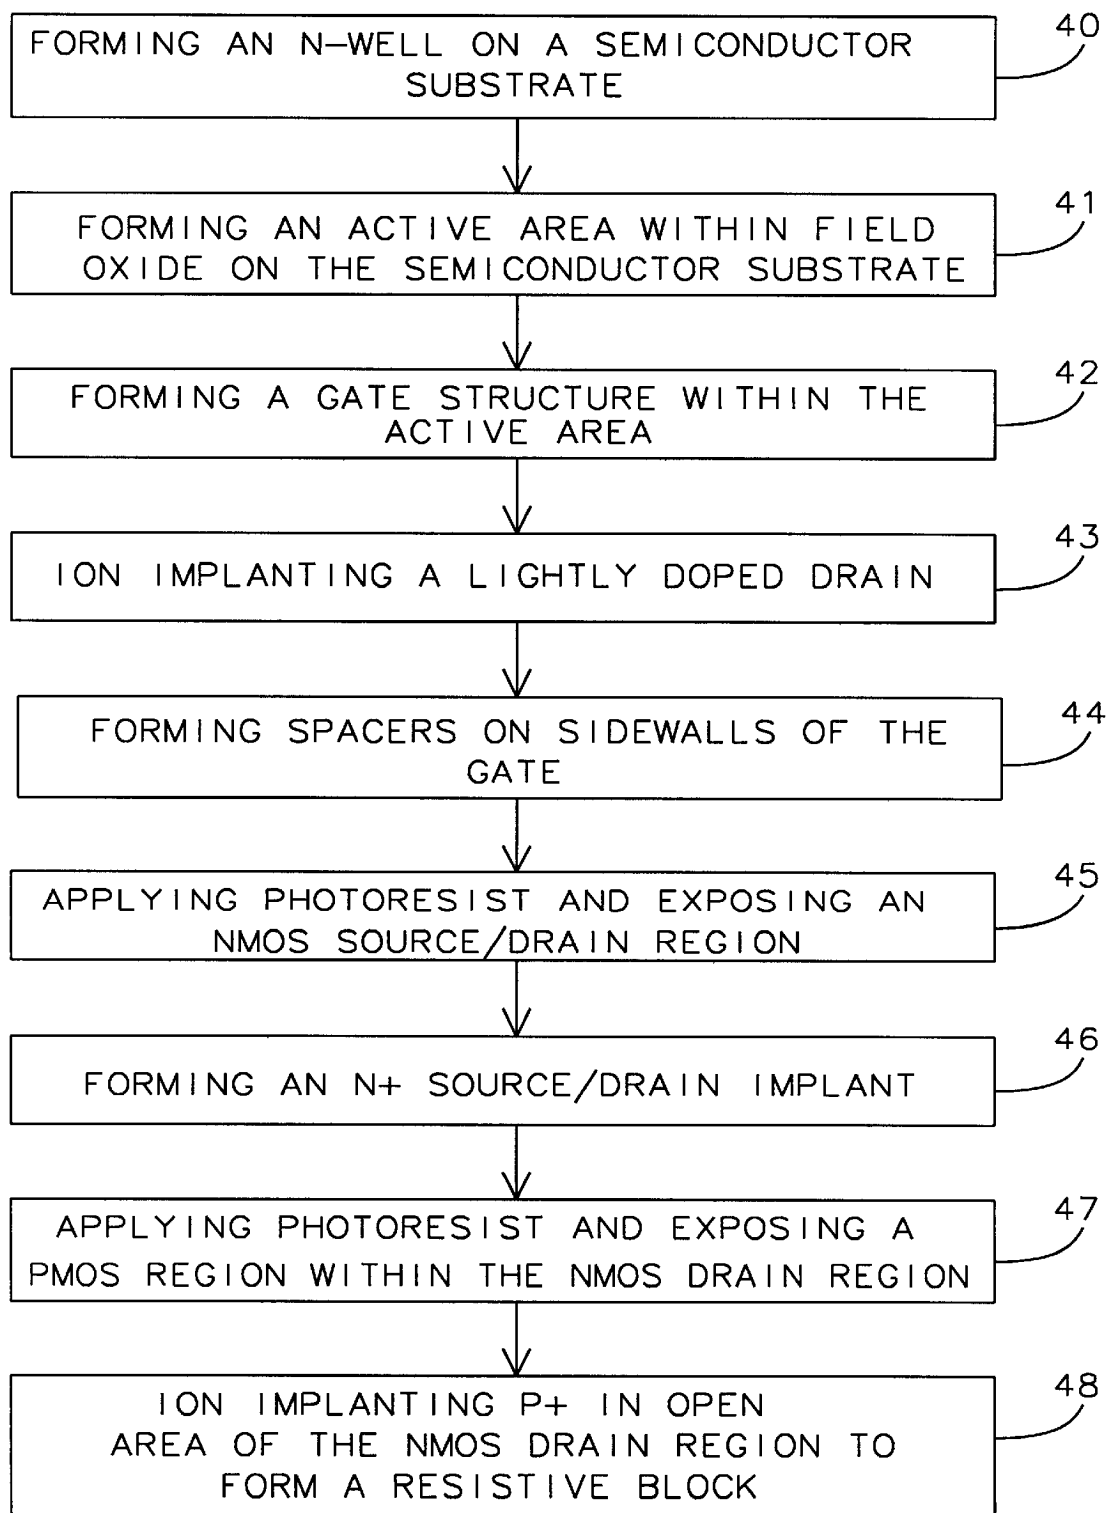 40
FORMING AN N-WELL ON A SEMICONDUCTOR
SUBSTRATE
41
FORMING AN ACTIVE AREA WITHIN FIELD
OXIDE ON THE SEMICONDUCTOR SUBSTRATE
42
FORMING A GATE STRUCTURE WITHIN THE
ACTIVE AREA
43
ION IMPLANTING A LIGHTLY DOPED DRAIN
44
FORMING SPACERS ON SIDEWALLS OF THE
GATE
45
APPLYING PHOTORESIST AND EXPOSING AN
NMOS SOURCE/DRAIN REGION
46
FORMING AN N+ SOURCE/DRAIN IMPLANT
47
APPLYING PHOTORESIST AND EXPOSING A
PMOS REGION WITHIN THE NMOS DRAIN REGION
48
ION IMPLANTING P+ IN OPEN
AREA OF THE NMOS DRAIN REGION TO
FORM A RESISTIVE BLOCK